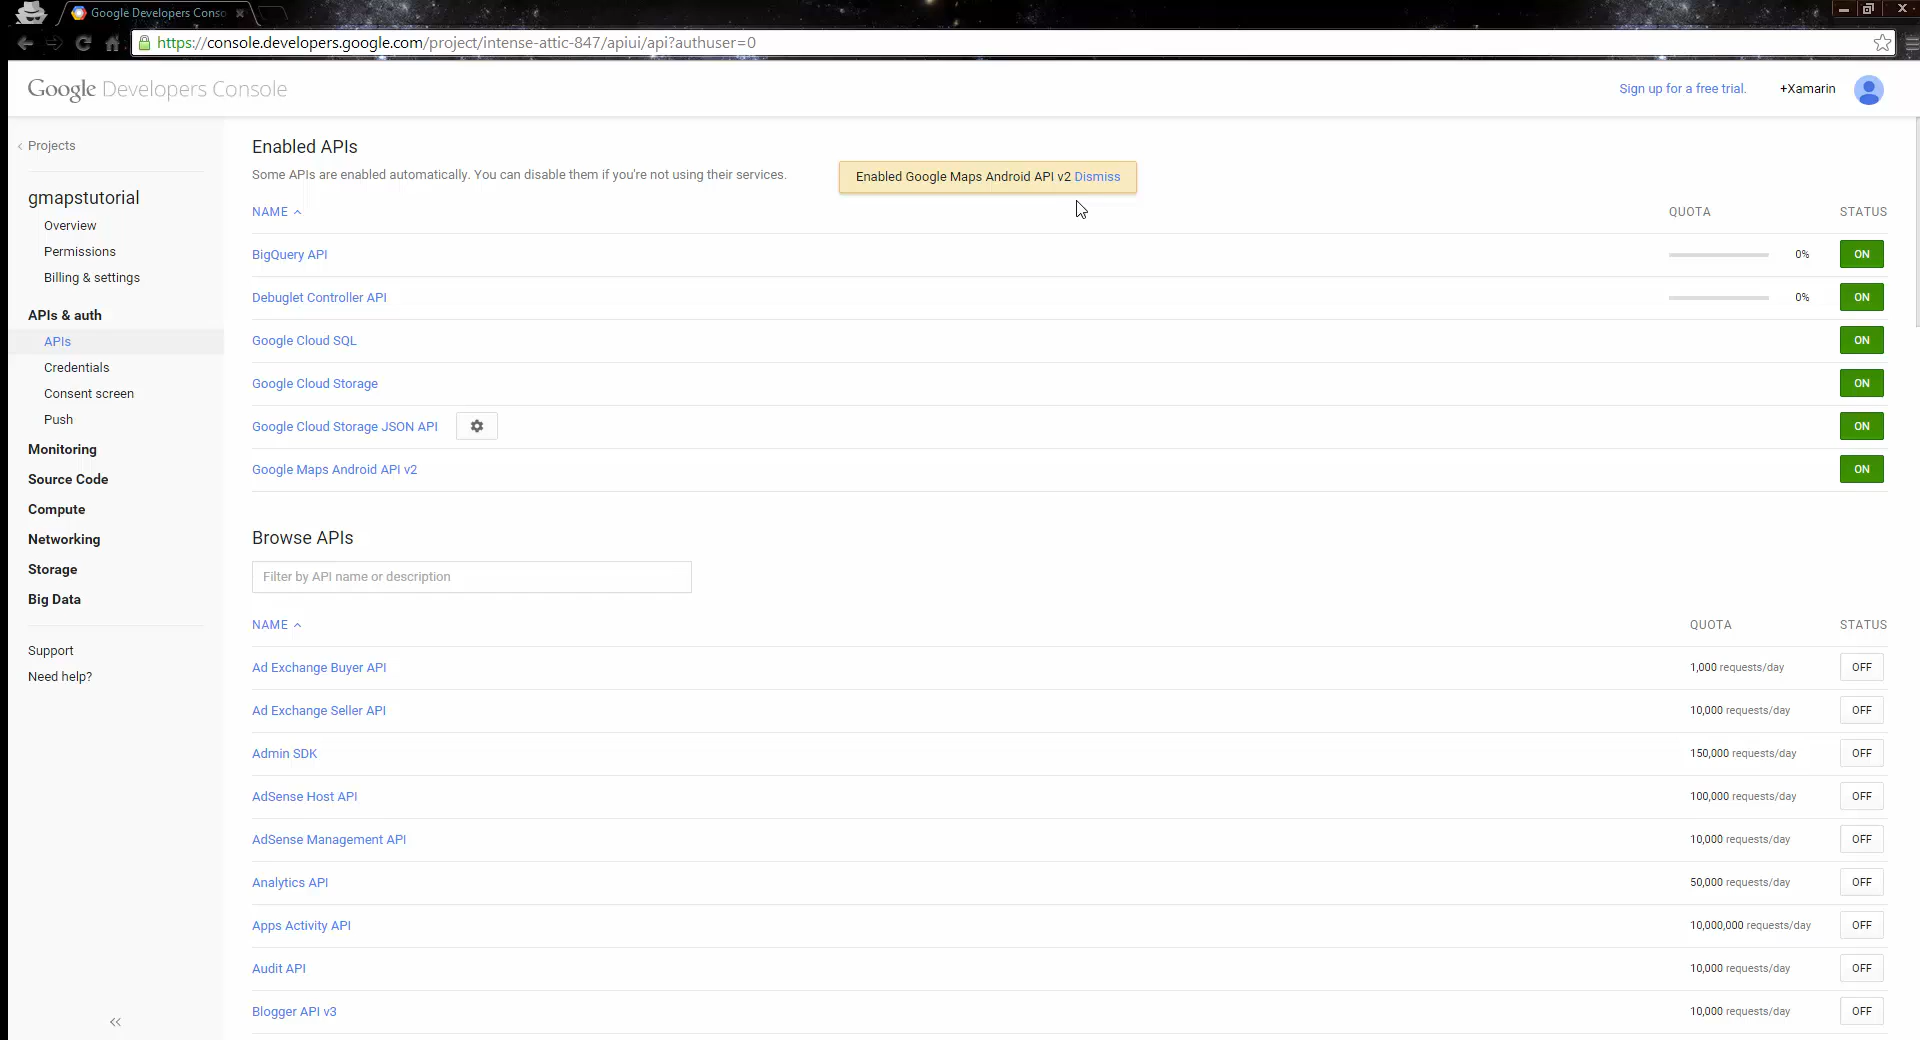 Google Developers Conso
https://console.developers.google.com/project/intense-attic-847/apiui/api?authuser=0
Google Developers Console
Sign up for a free trial.
+Xamarin
Projects
gmapstutorial
Overview
Permissions
Billing & settings
APIs & auth
APIs
Credentials
Consent screen
Push
Monitoring
Source Code
Compute
Networking
Storage
Big Data
Support
Need help?
Enabled APIs
Some APIs are enabled automatically. You can disable them if you're not using their services.
Enabled Google Maps Android API v2 Dismiss
NAME QUOTA STATUS
BigQuery API 0% ON
Debuglet Controller API 0% ON
Google Cloud SQL ON
Google Cloud Storage ON
Google Cloud Storage JSON API ON
Google Maps Android API v2 ON
Browse APIs
Filter by API name or description
NAME QUOTA STATUS
Ad Exchange Buyer API 1,000 requests/day OFF
Ad Exchange Seller API 10,000 requests/day OFF
Admin SDK 150,000 requests/day OFF
AdSense Host API 100,000 requests/day OFF
AdSense Management API 10,000 requests/day OFF
Analytics API 50,000 requests/day OFF
Apps Activity API 10,000,000 requests/day OFF
Audit API 10,000 requests/day OFF
Blogger API v3 10,000 requests/day OFF